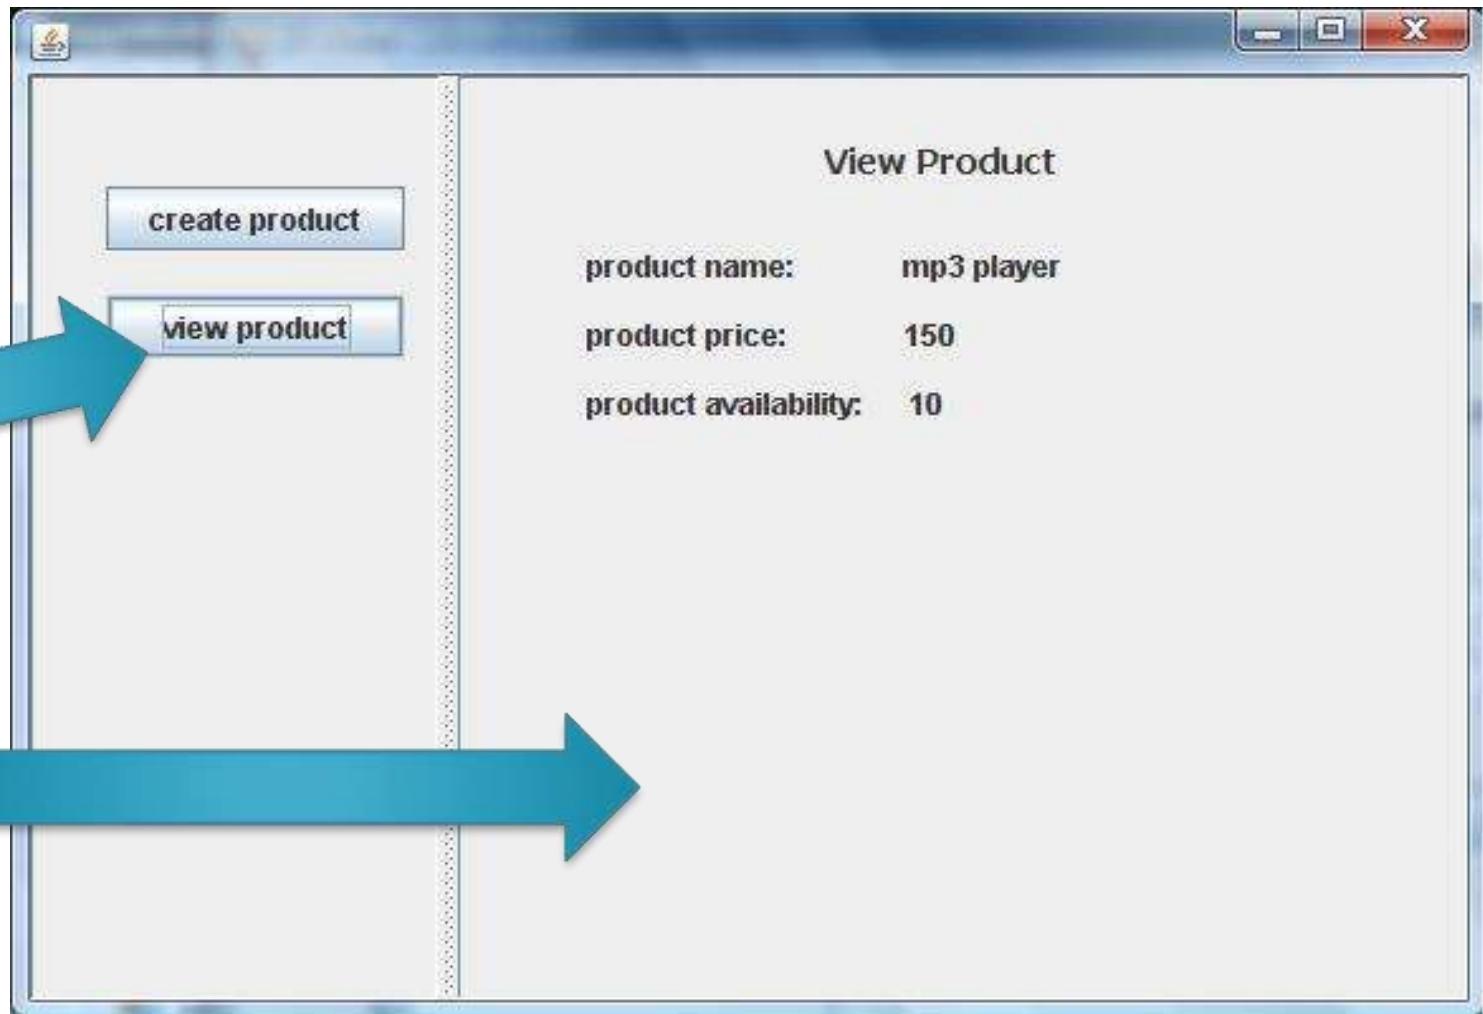 create product
view product
View Product
product name: mp3 player
product price: 150
product availability: 10